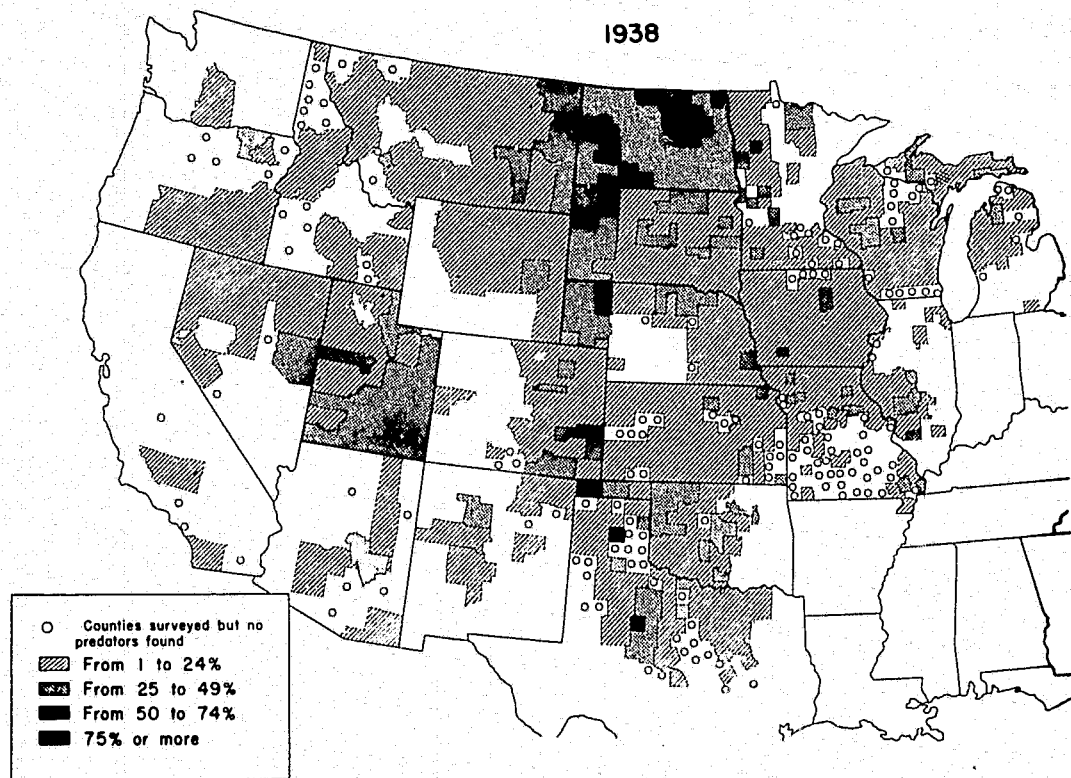 1938
Counties surveyed but no
predators found
From 1 to 24%
From 25 to 49%
From 50 to 74%
75% or more